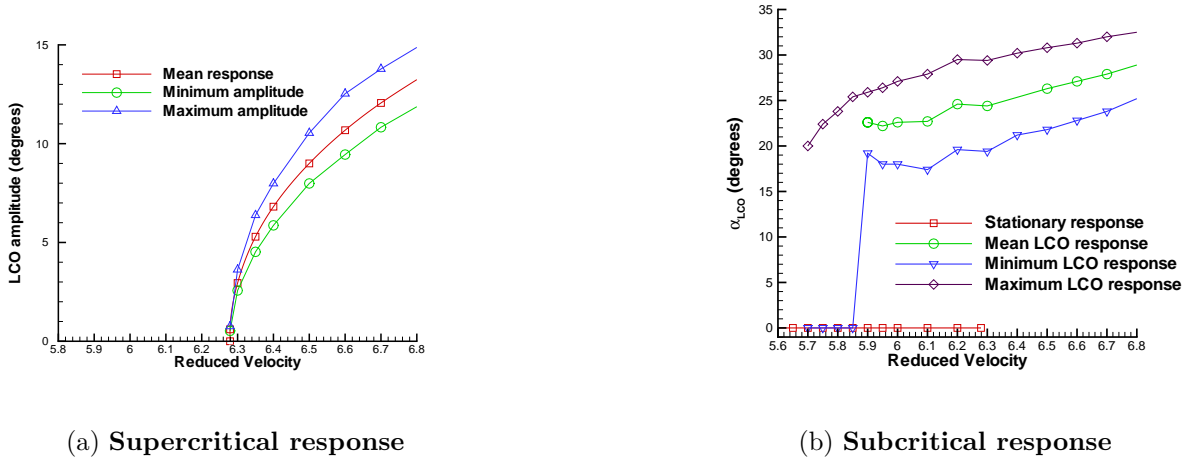 LCO amplitude (degrees)
15
10
5
0
Mean response
Minimum amplitude
Maximum amplitude
5.8 5.9 6 6.1 6.2 6.3 6.4 6.5 6.6 6.7 6.8
Reduced Velocity
(a) Supercritical response
αLCO (degrees)
35
30
25
20
15
10
5
0
Stationary response
Mean LCO response
Minimum LCO response
Maximum LCO response
5.6 5.7 5.8 5.9 6 6.1 6.2 6.3 6.4 6.5 6.6 6.7 6.8
Reduced Velocity
(b) Subcritical response